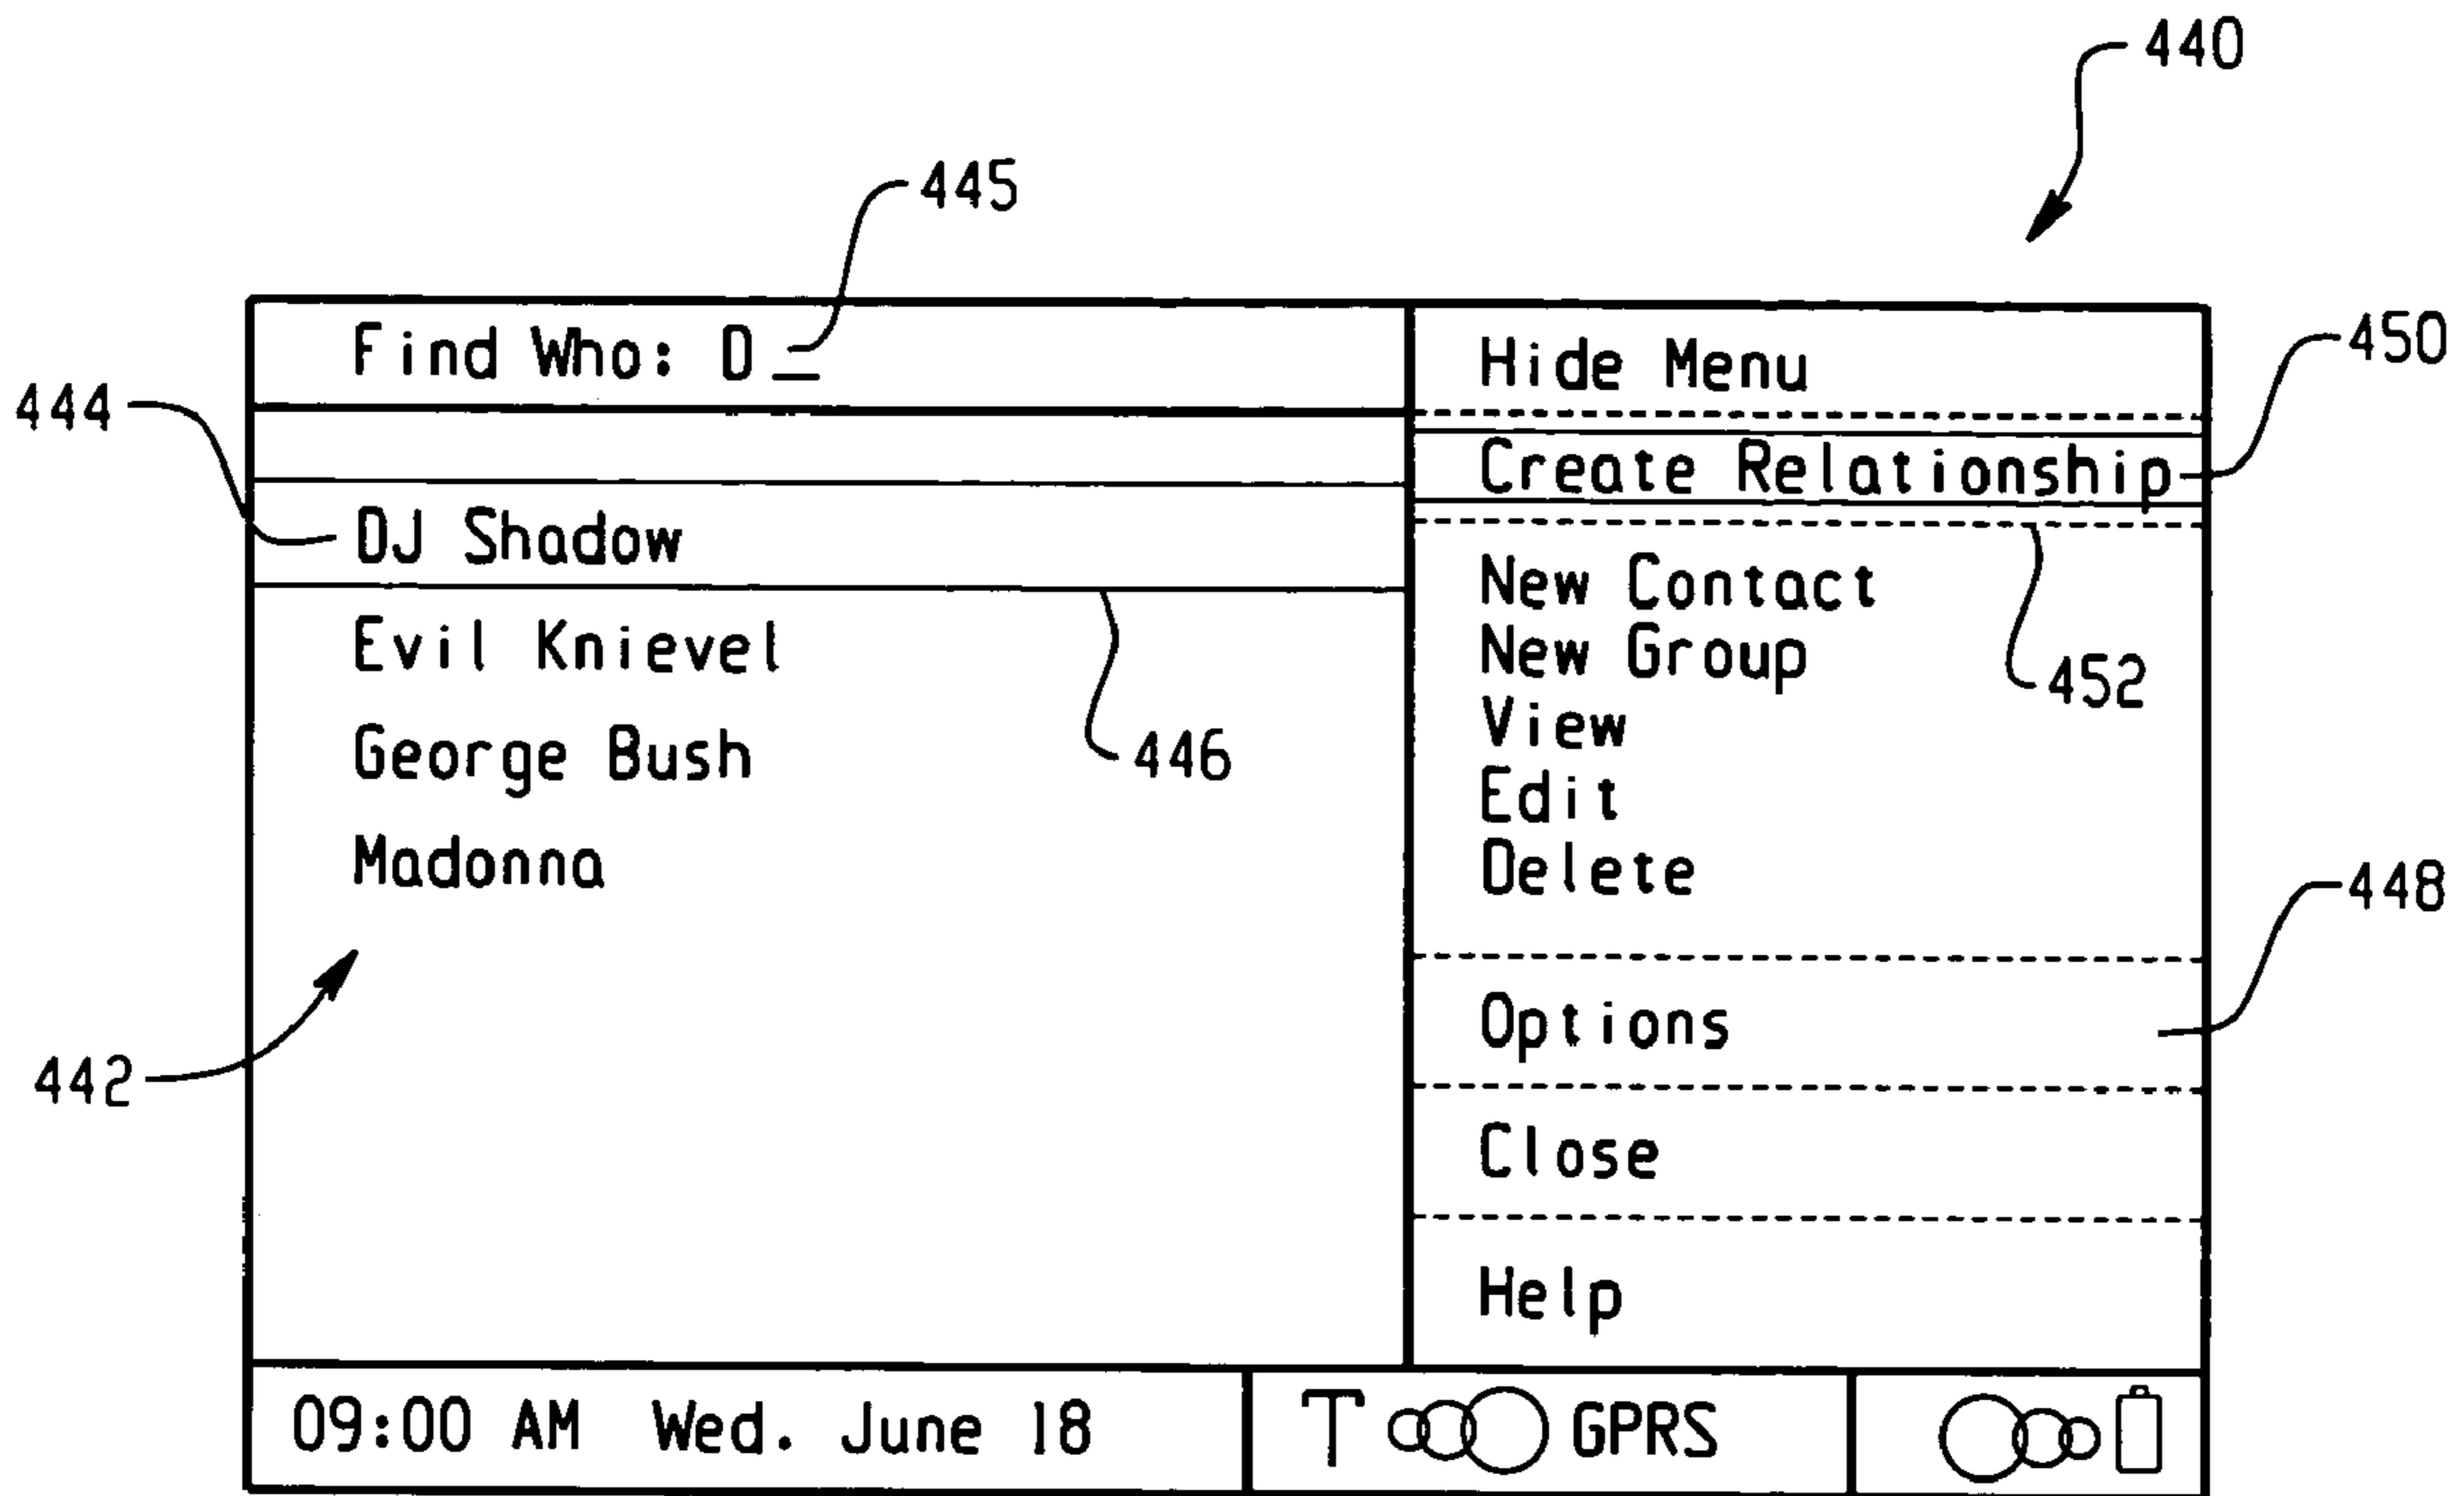 440
445
Find Who: D_
Hide Menu
450
444
Create Relationship
DJ Shadow
New Contact
Evil Knievel
New Group
452
View
George Bush
446
Edit
Madonna
Delete
448
Options
442
Close
Help
09:00 AM Wed. June 18
T GPRS